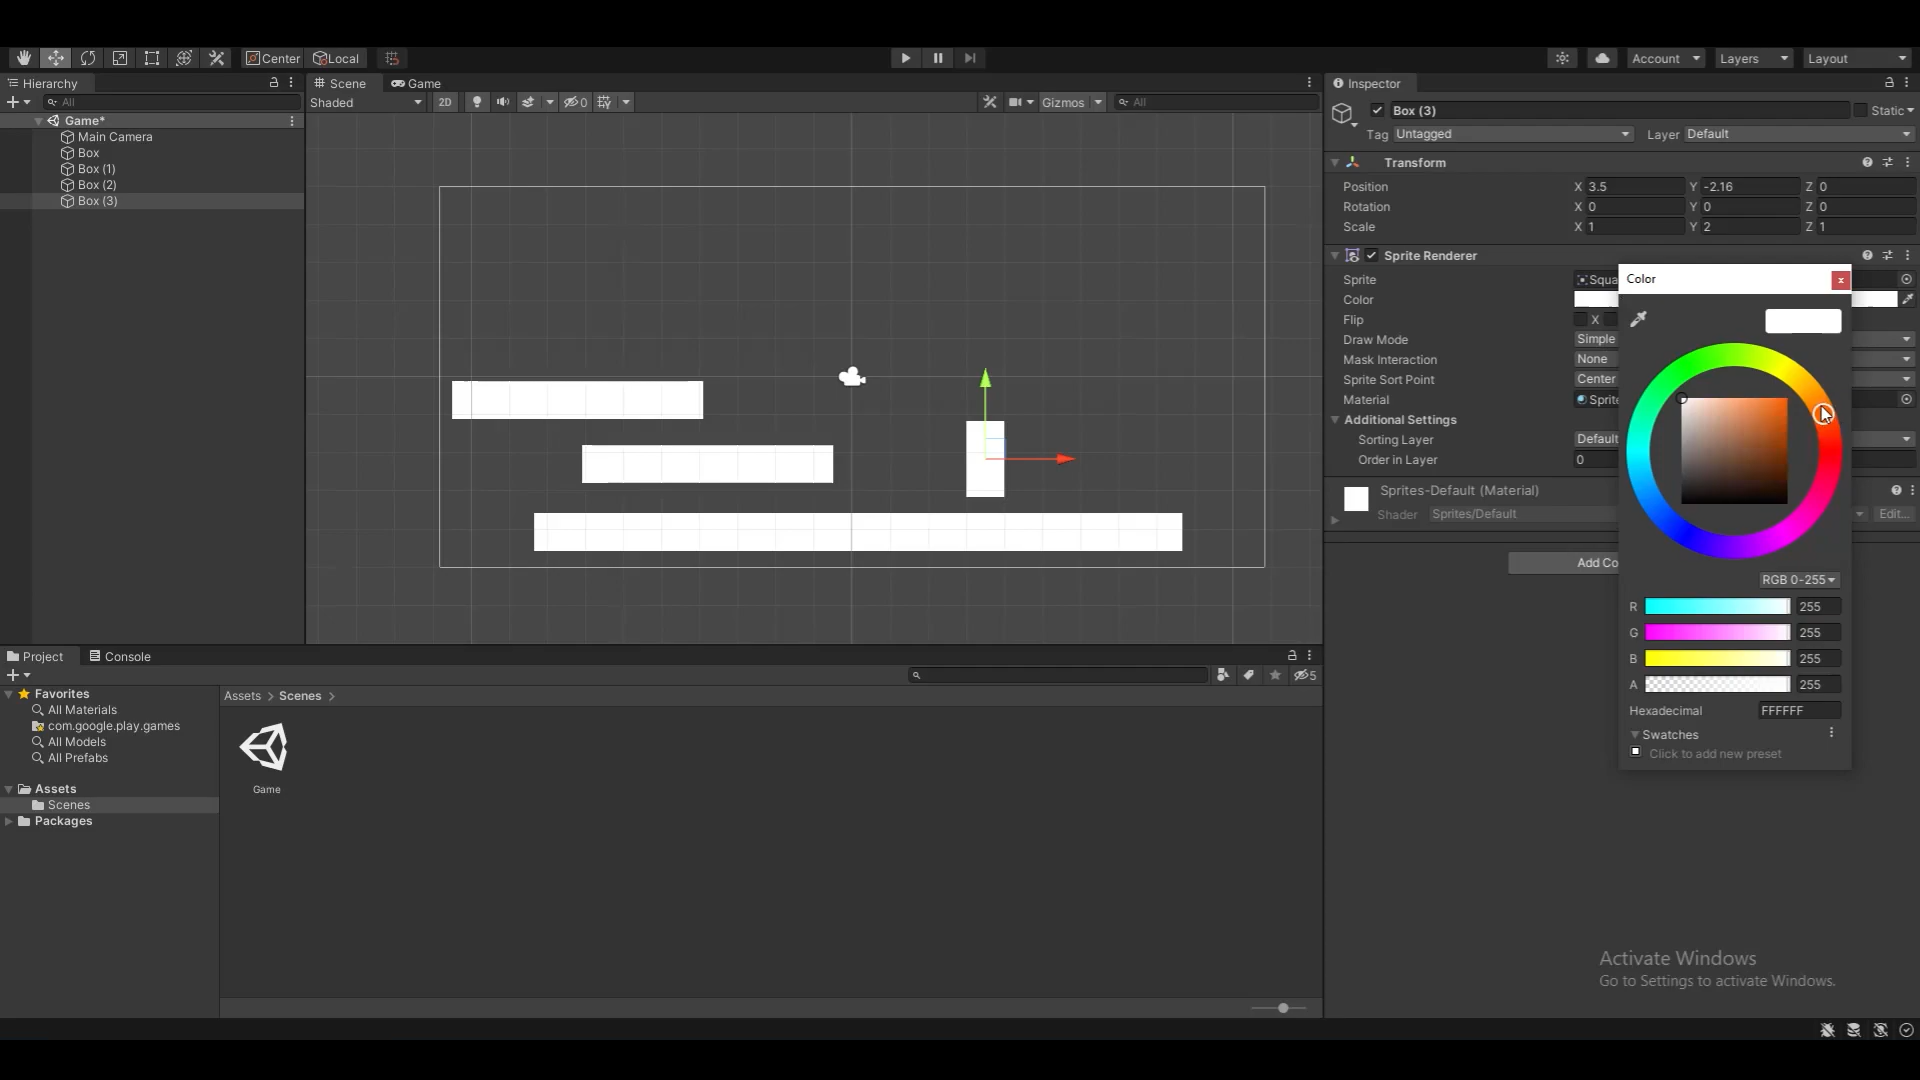 Center
Local
Account
Layers
Layout
Hierarchy
All
Game*
Main Camera
Box
Box (1)
Box (2)
Box (3)
Scene
Game
Shaded
2D
0
Gizmos
All
Inspector
Box (3)
Static
Tag Untagged
Layer Default
Transform
Position X 3.5 Y -2.16 Z 0
Rotation X 0 Y 0 Z 0
Scale X 1 Y 2 Z 1
Sprite Renderer
Sprite Squa
Color
Flip X
Draw Mode Simple
Mask Interaction None
Sprite Sort Point Center
Material Sprite
Additional Settings
Sorting Layer Default
Order in Layer 0
Sprites-Default (Material)
Shader Sprites/Default Edit...
Add Co
Color
x
RGB 0-255
R 255
G 255
B 255
A 255
Hexadecimal FFFFFF
Swatches
Click to add new preset
Project
Console
5
Favorites
All Materials
com.google.play.games
All Models
All Prefabs
Assets
Scenes
Packages
Assets > Scenes >
Game
Activate Windows
Go to Settings to activate Windows.